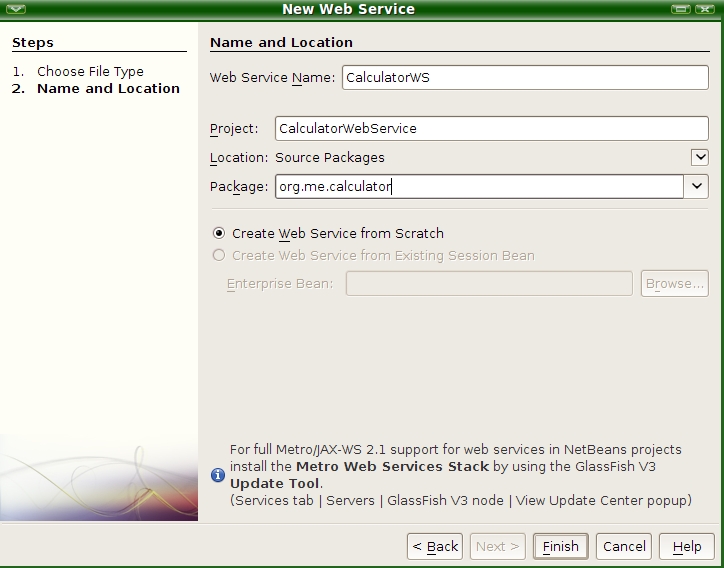 New Web Service
Steps
1. Choose File Type
2. Name and Location
Name and Location
Web Service Name: CalculatorWS
Project: CalculatorWebService
Location: Source Packages
Package: org.me.calculator
Create Web Service from Scratch
Create Web Service from Existing Session Bean
Enterprise Bean: Browse...
For full Metro/JAX-WS 2.1 support for web services in NetBeans projects
install the Metro Web Services Stack by using the GlassFish V3
Update Tool.
(Services tab | Servers | GlassFish V3 node | View Update Center popup)
< Back Next > Finish Cancel Help